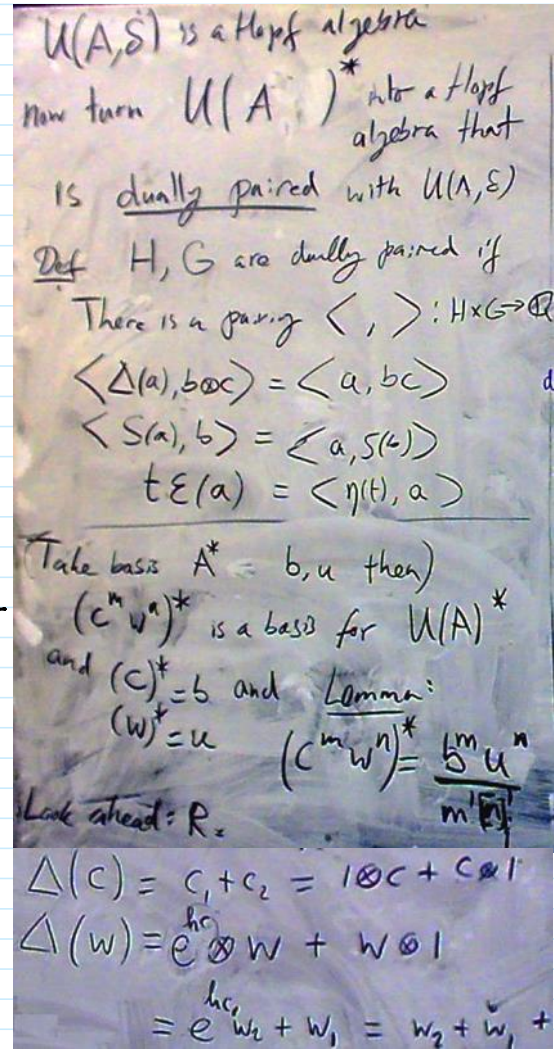 U(A,δ) is a Hopf algebra
now turn U(A )* into a Hopf
algebra that
is dually paired with U(A,δ)
Def H, G are dually paired if
There is a pairing < , > : H×G→Q
<Δ(a), b⊗c> = <a, bc>
<S(a), b> = <a, S(b)>
tε(a) = <η(t), a>
(Take basis A* = b, u then)
(c^m w^n)* is a basis for U(A)*
and (c)* = b and Lemma:
(w)* = u (c^m w^n)* = b^m u^n / m! [n]!
Look ahead: R =
Δ(c) = c₁+c₂ = 1⊗c + c⊗1
Δ(w) = e^{hc} ⊗ w + w⊗1
= e^{hc₁} w₂ + w₁ = w₂ + w₁ +